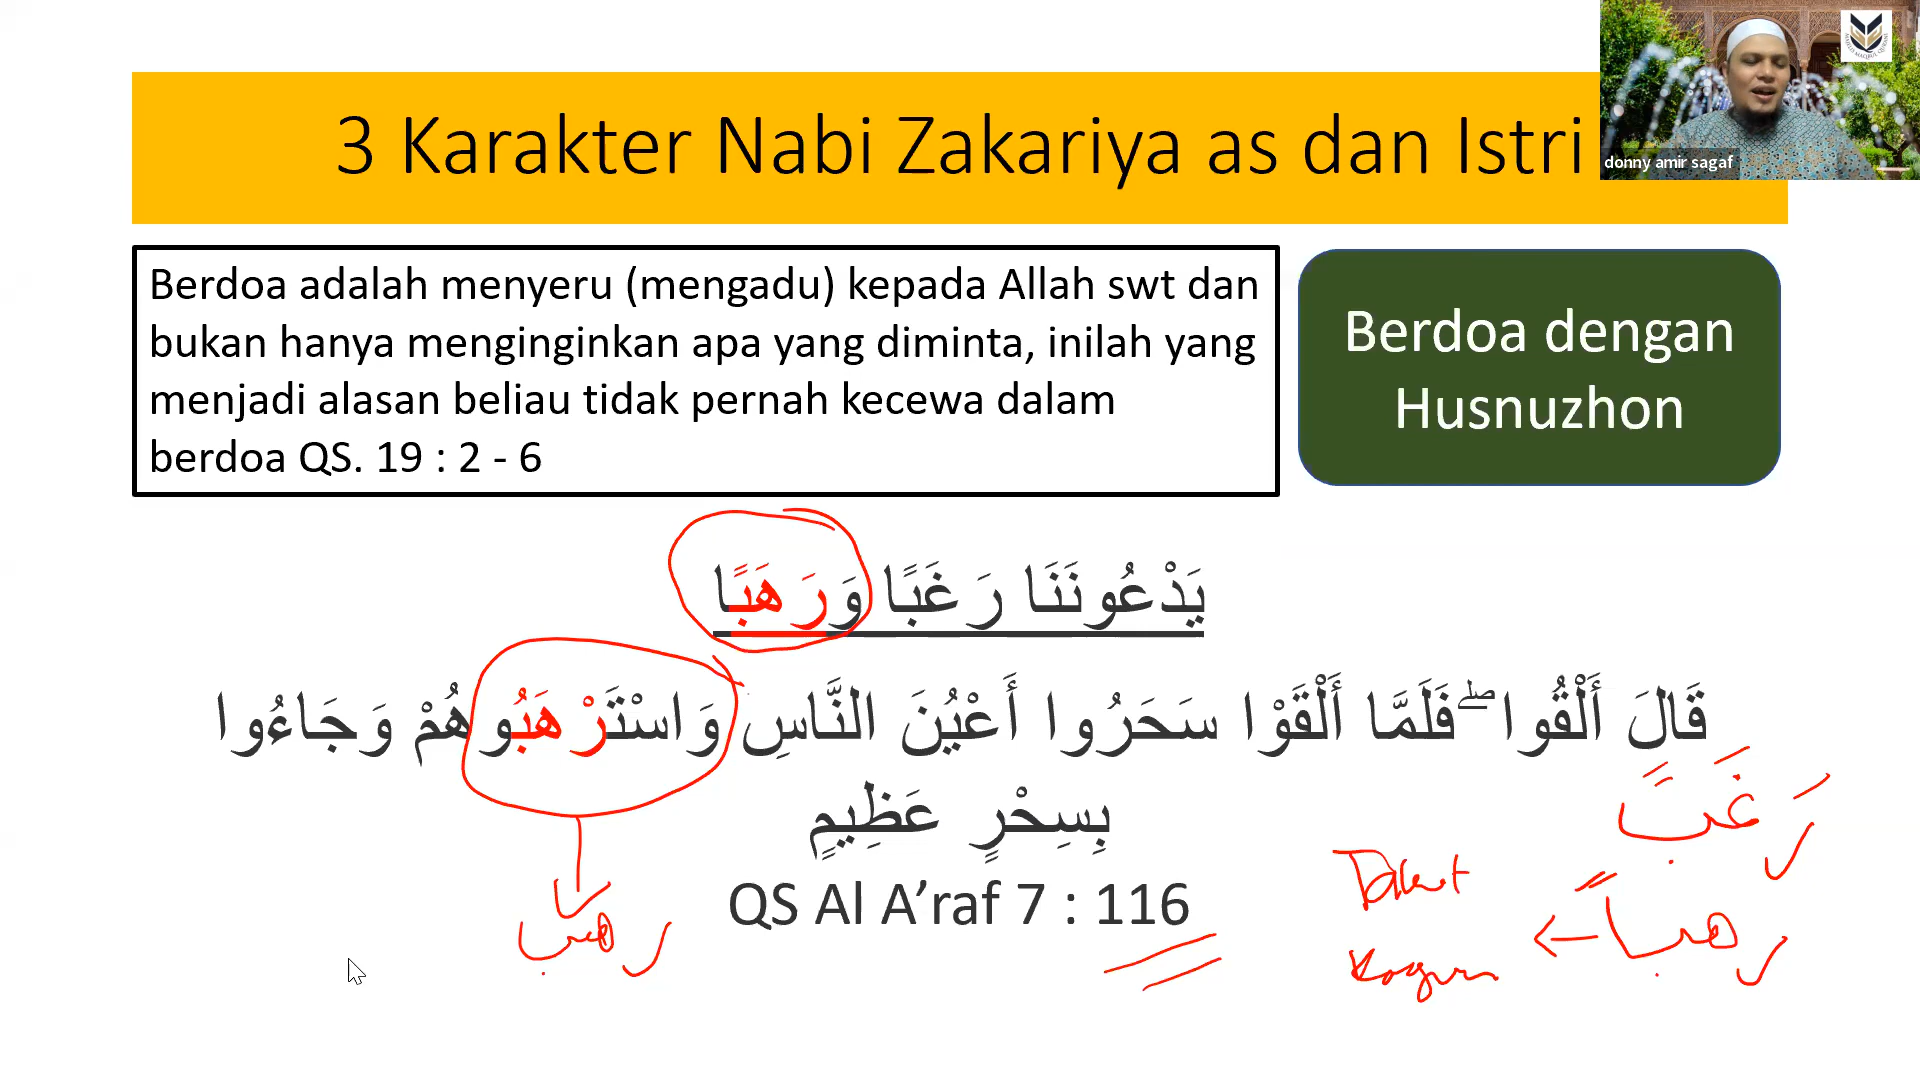 3 Karakter Nabi Zakariya as dan Istri
donny amir sagaf
Berdoa adalah menyeru (mengadu) kepada Allah swt dan
bukan hanya menginginkan apa yang diminta, inilah yang
menjadi alasan beliau tidak pernah kecewa dalam
berdoa QS. 19 : 2 - 6
Berdoa dengan
Husnuzhon
يَدْعُونَنَا رَغَبًا وَرَهَبًا
قَالَ أَلْقُوا ۖ فَلَمَّا أَلْقَوْا سَحَرُوا أَعْيُنَ النَّاسِ وَاسْتَرْهَبُوهُمْ وَجَاءُوا
بِسِحْرٍ عَظِيمٍ
QS Al A’raf 7 : 116
رَغَبً
Takut
رهباً
Kagum
رهب